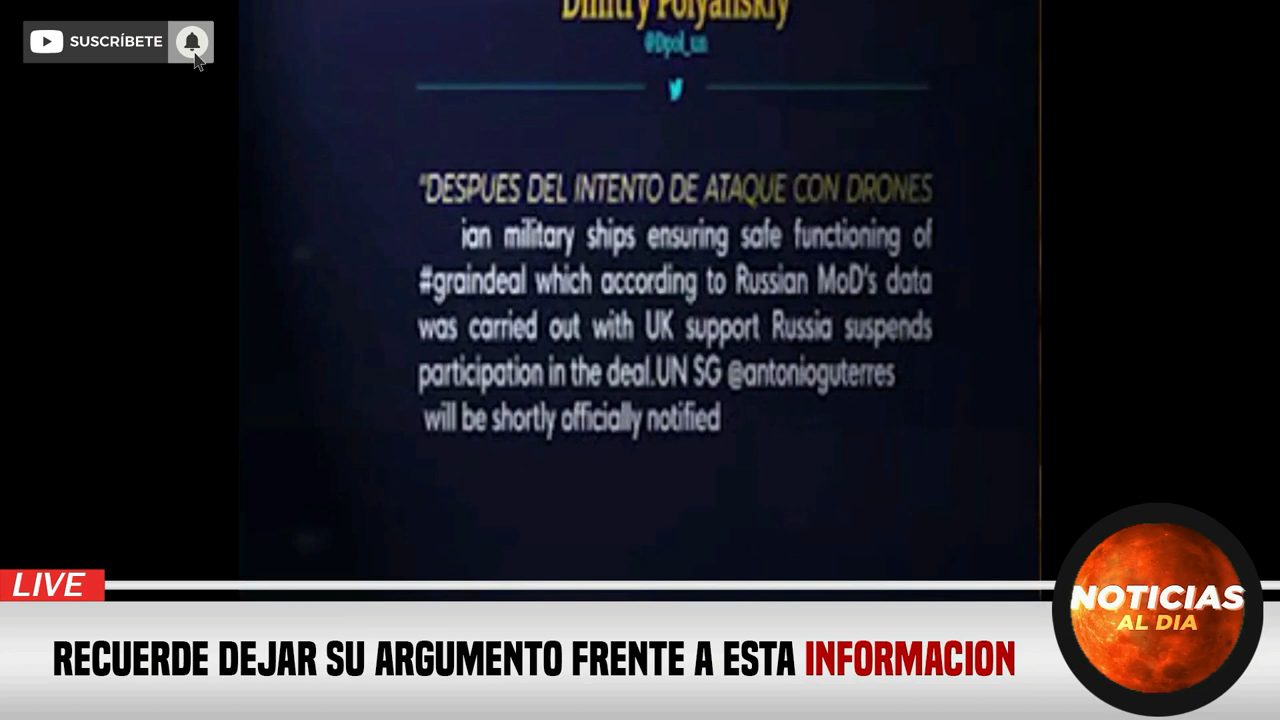 SUSCRÍBETE
Dmitry Polyanskiy
@Dpol_un
"DESPUES DEL INTENTO DE ATAQUE CON DRONES
ian military ships ensuring safe functioning of
#graindeal which according to Russian MoD's data
was carried out with UK support Russia suspends
participation in the deal.UN SG @antonioguterres
will be shortly officially notified
LIVE
NOTICIAS
AL DIA
RECUERDE DEJAR SU ARGUMENTO FRENTE A ESTA INFORMACION